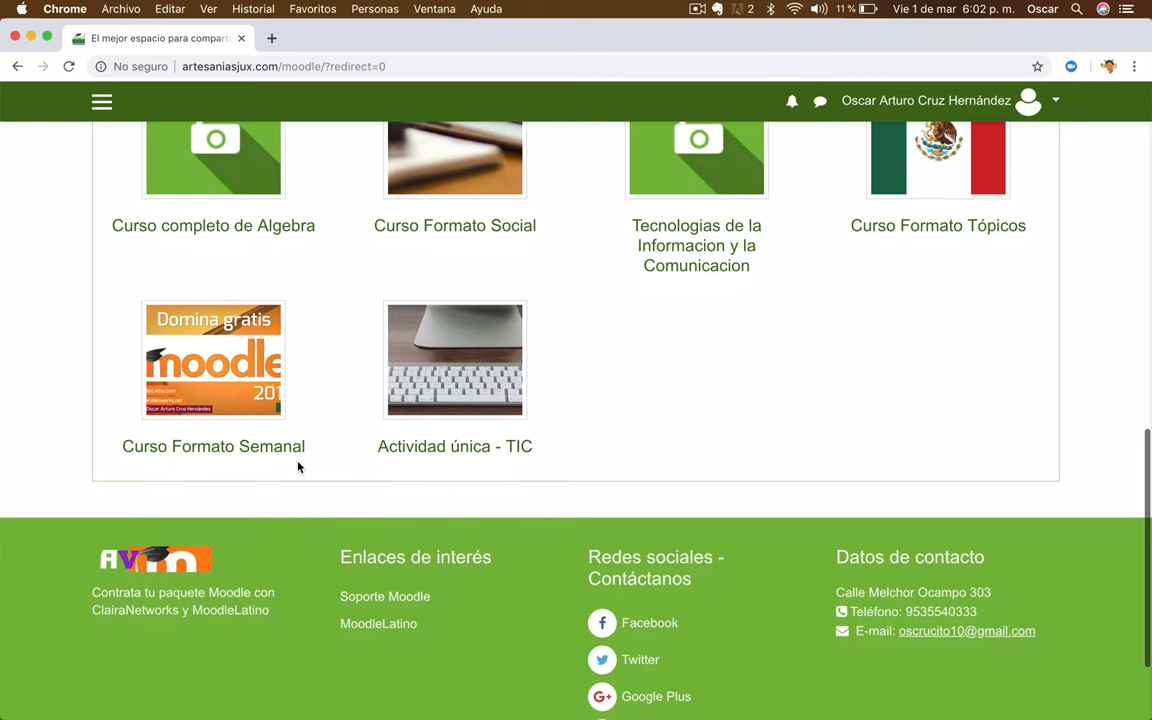 Chrome Archivo Editar Ver Historial Favoritos Personas Ventana Ayuda 2 11 % Vie 1 de mar 6:02 p. m. Oscar
El mejor espacio para comparti
No seguro artesaniasjux.com/moodle/?redirect=0
Oscar Arturo Cruz Hernández
Curso completo de Algebra
Curso Formato Social
Tecnologias de la
Informacion y la
Comunicacion
Curso Formato Tópicos
Domina gratis
moodle
201
Oscar Arturo Cruz Hernández
Curso Formato Semanal
Actividad única - TIC
Contrata tu paquete Moodle con
ClairaNetworks y MoodleLatino
Enlaces de interés
Soporte Moodle
MoodleLatino
Redes sociales -
Contáctanos
Facebook
Twitter
G+ Google Plus
Datos de contacto
Calle Melchor Ocampo 303
Teléfono: 9535540333
E-mail: oscrucito10@gmail.com